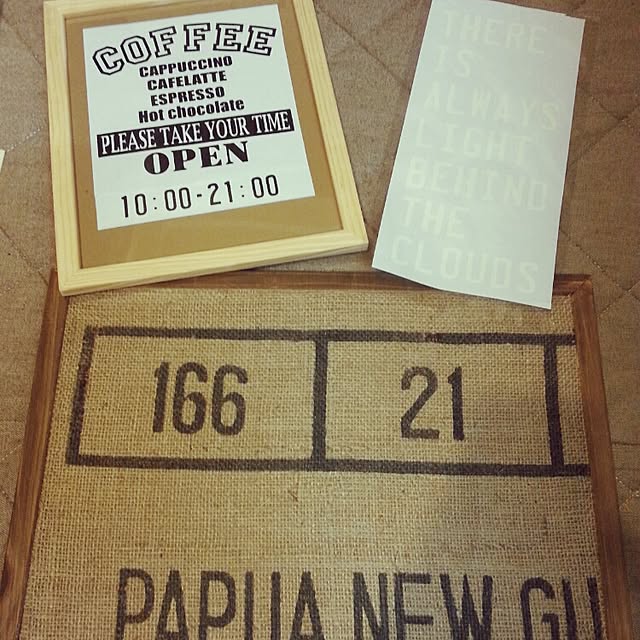 COFFEE
CAPPUCCINO
CAFELATTE
ESPRESSO
Hot chocolate
PLEASE TAKE YOUR TIME
OPEN
10:00-21:00
THERE
IS
ALWAYS
LIGHT
BEHIND
THE
CLOUDS
166 21
PAPUA NEW GU